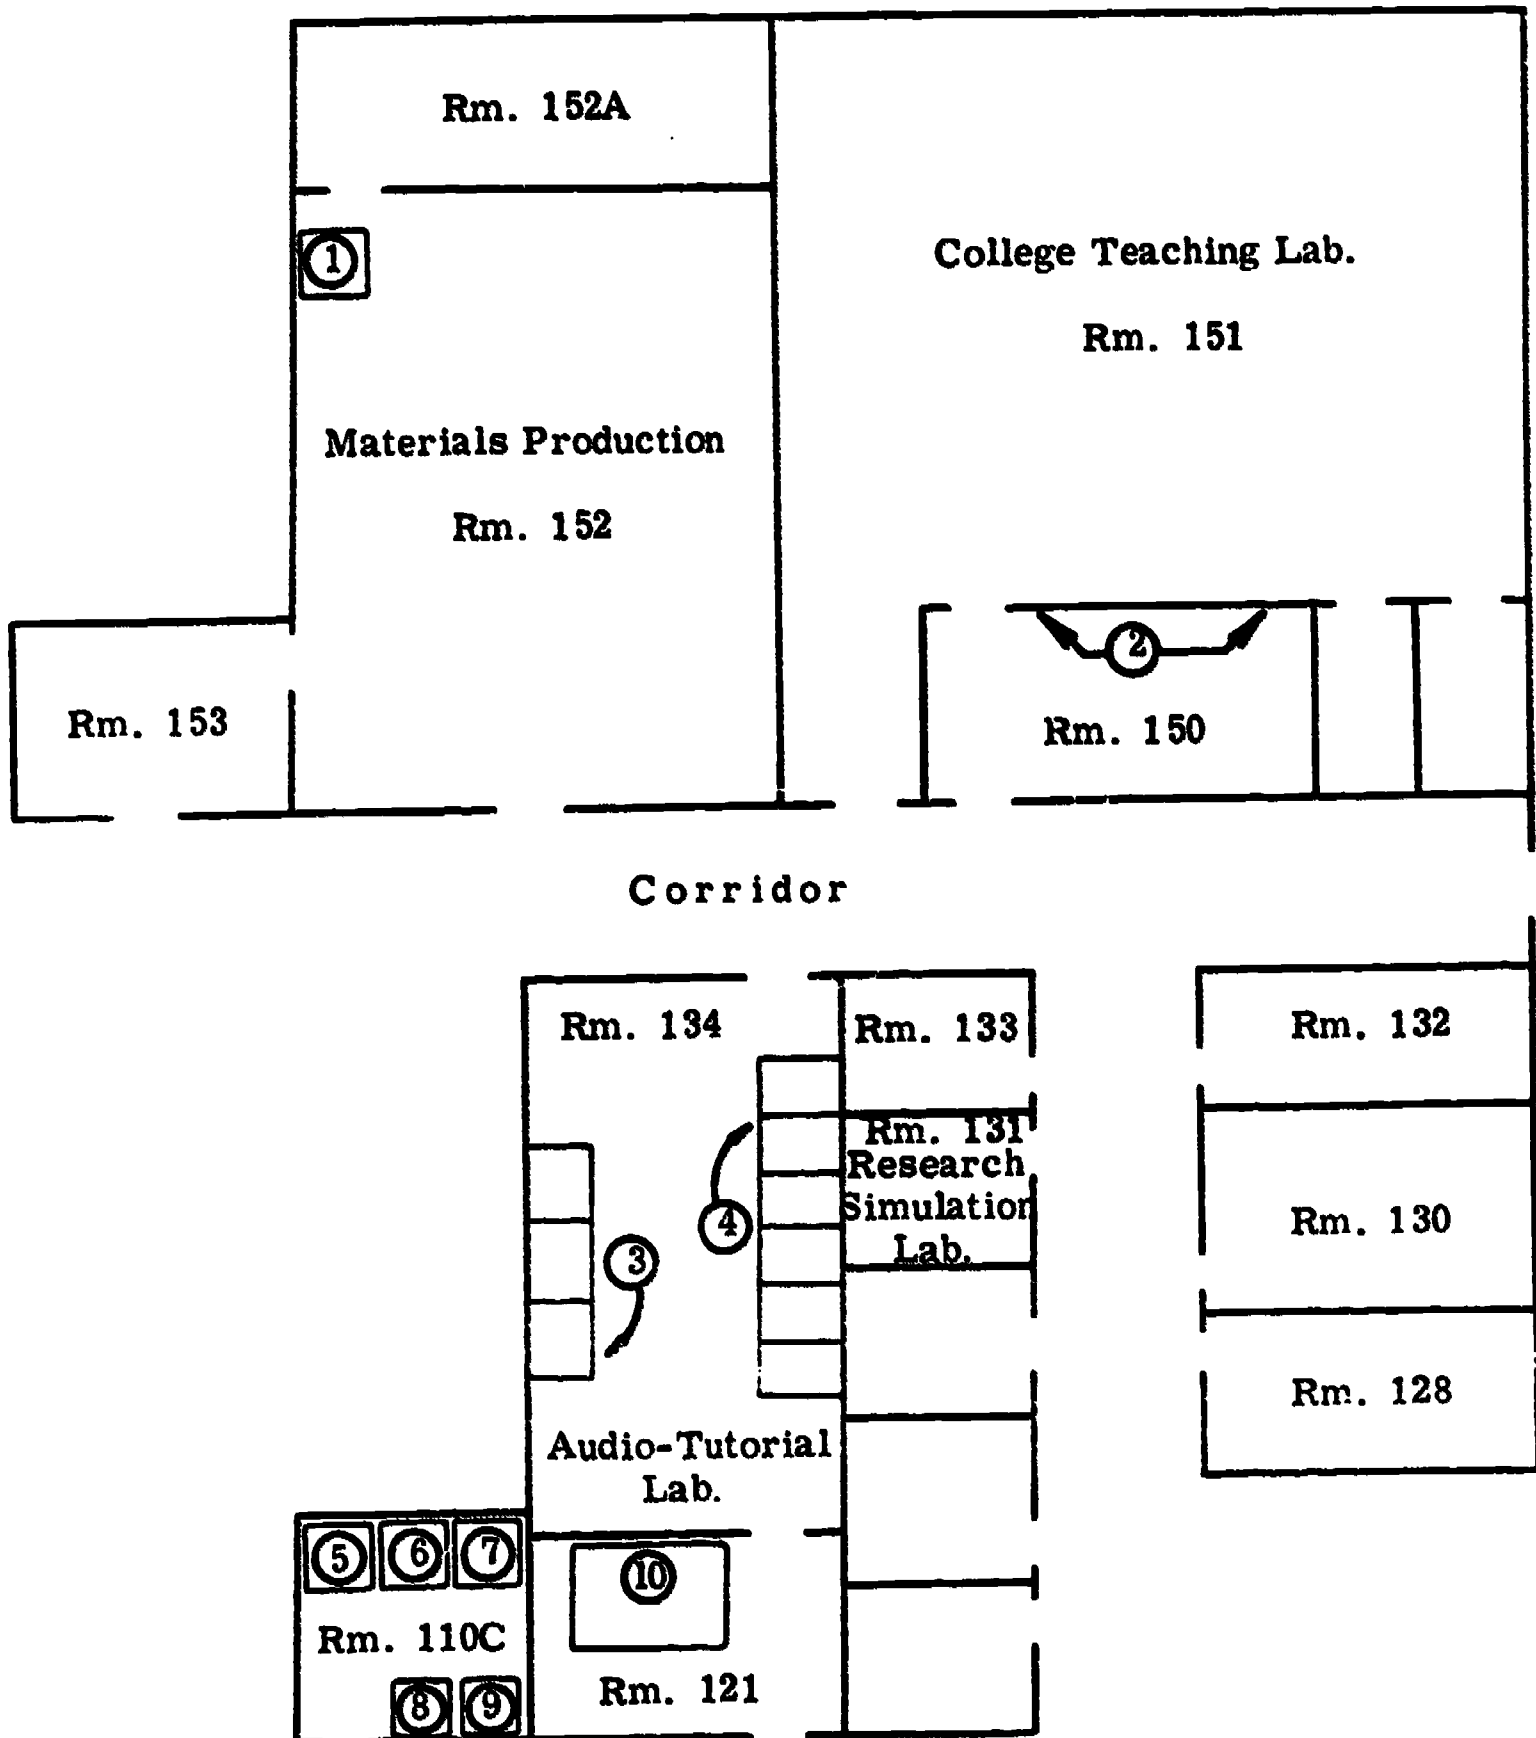 Rm. 152A
1
College Teaching Lab.
Rm. 151
Materials Production
Rm. 152
2
Rm. 153
Rm. 150
Corridor
Rm. 134
Rm. 133
Rm. 132
Rm. 131
Research
Simulation
Lab.
4
3
Rm. 130
Rm. 128
Audio-Tutorial
Lab.
5
6
7
10
Rm. 110C
Rm. 121
8
9